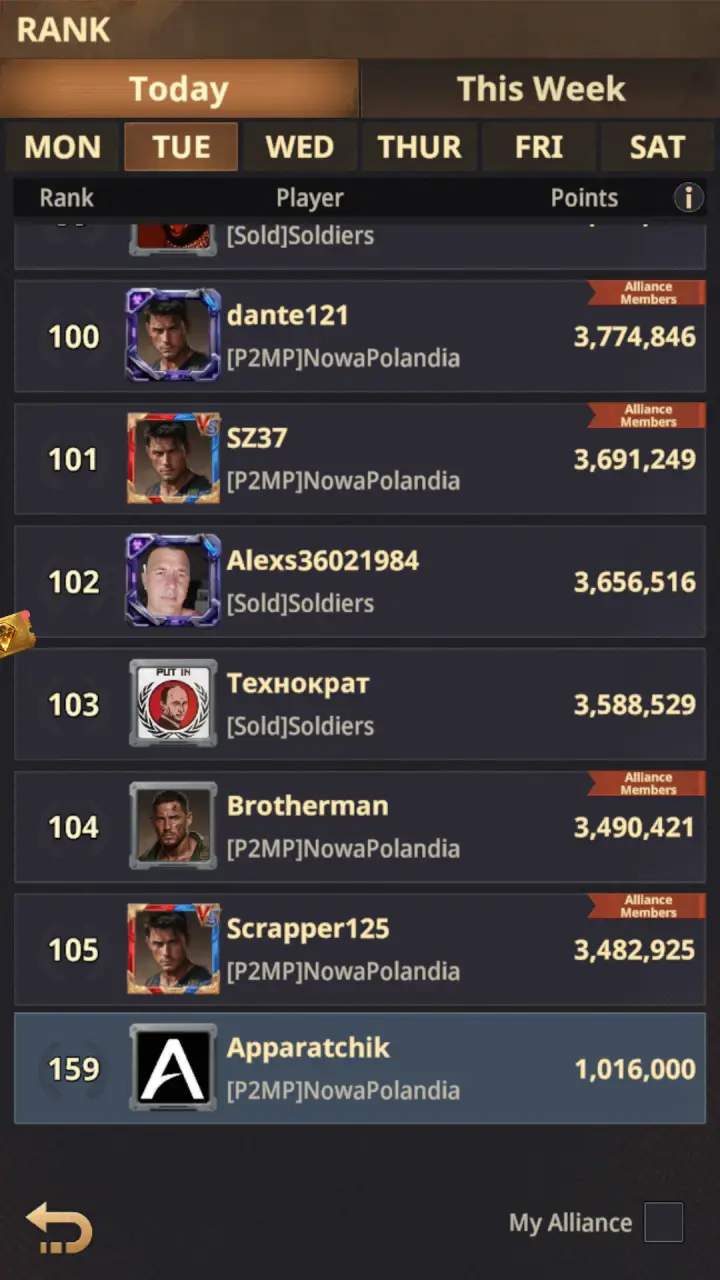 RANK
Today
This Week
MON TUE WED THUR FRI SAT
Rank Player Points i
[Sold]Soldiers
Alliance Members
100 dante121 3,774,846
[P2MP]NowaPolandia
Alliance Members
101 SZ37 3,691,249
[P2MP]NowaPolandia
VS
102 Alexs36021984 3,656,516
[Sold]Soldiers
PUT IN
103 Технократ 3,588,529
[Sold]Soldiers
Alliance Members
104 Brotherman 3,490,421
[P2MP]NowaPolandia
Alliance Members
105 Scrapper125 3,482,925
[P2MP]NowaPolandia
VS
159 Apparatchik 1,016,000
[P2MP]NowaPolandia
A
My Alliance